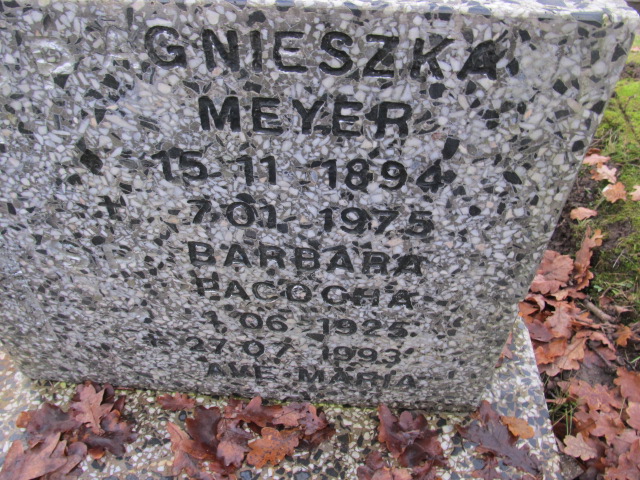 GNIESZKA
MEYER
* 15-11 1894
† 7.01. 1975
BARBARA
PACOCHA
* 1.06 1925
+ 27.07 1993
AVE MARIA